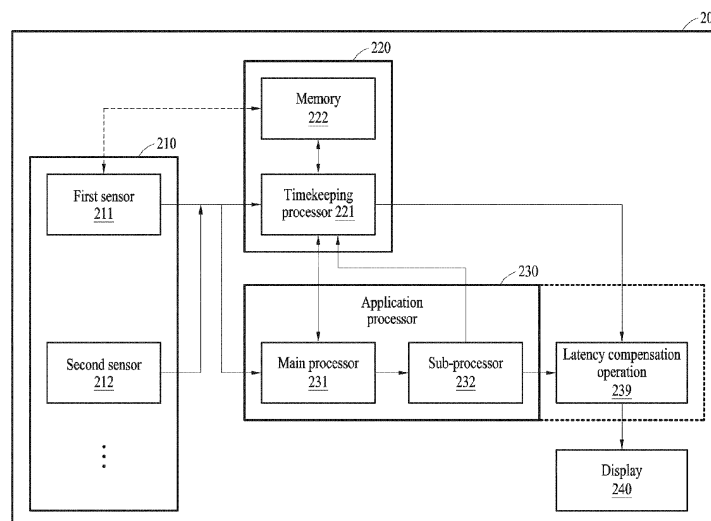 20
220
Memory
222
210
First sensor
211
Timekeeping
processor 221
230
Application
processor
Second sensor
212
Main processor
231
Sub-processor
232
Latency compensation
operation
239
Display
240